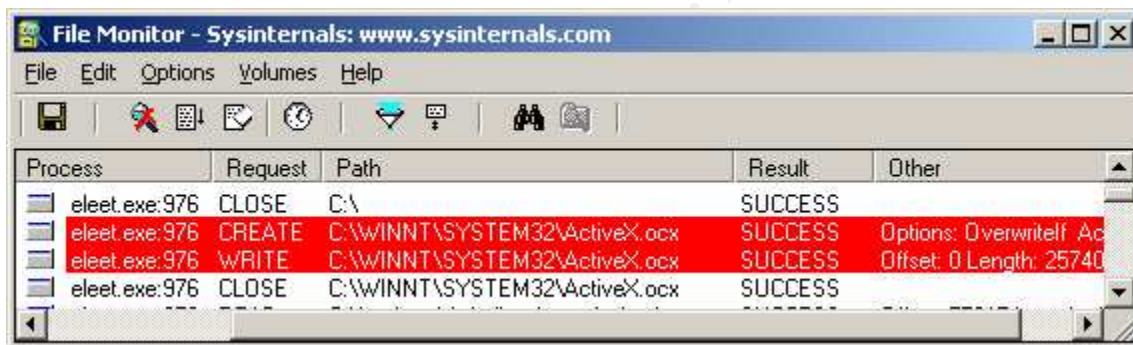 File Monitor - Sysinternals: www.sysinternals.com
File Edit Options Volumes Help
Process Request Path Result Other
eleet.exe:976 CLOSE C:\ SUCCESS
eleet.exe:976 CREATE C:\WINNT\SYSTEM32\ActiveX.ocx SUCCESS Options: OverwriteIf Ac
eleet.exe:976 WRITE C:\WINNT\SYSTEM32\ActiveX.ocx SUCCESS Offset: 0 Length: 25740
eleet.exe:976 CLOSE C:\WINNT\SYSTEM32\ActiveX.ocx SUCCESS